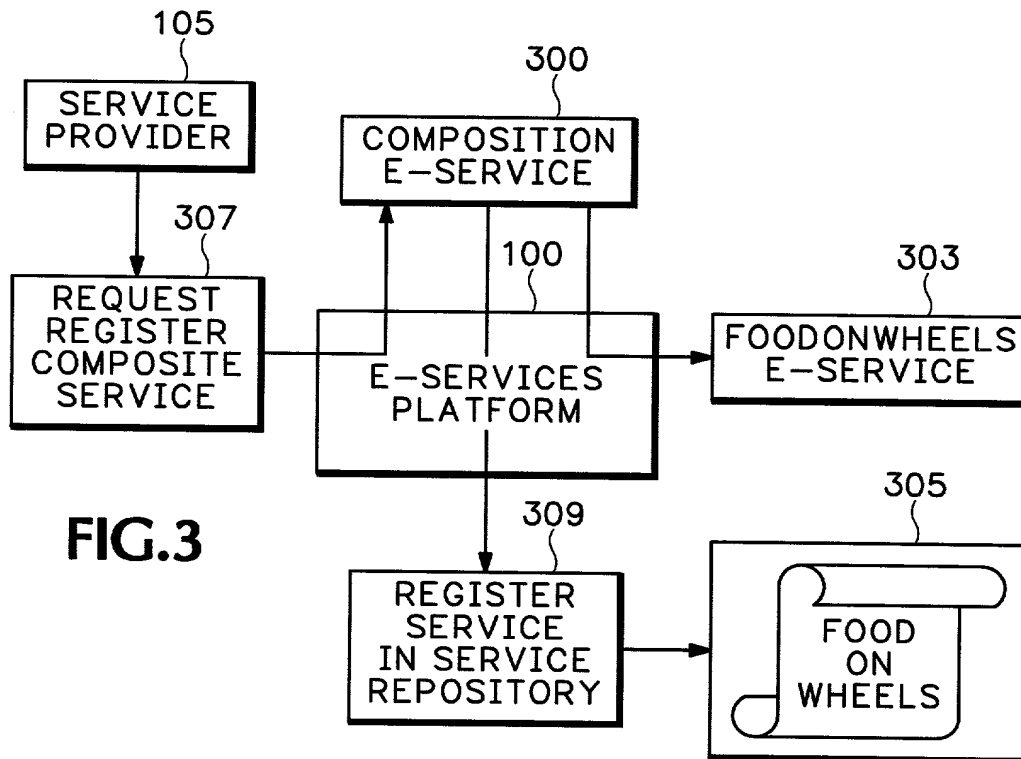 105
SERVICE
PROVIDER
300
COMPOSITION
E-SERVICE
307
REQUEST
REGISTER
COMPOSITE
SERVICE
100
E-SERVICES
PLATFORM
303
FOODONWHEELS
E-SERVICE
FIG.3
309
REGISTER
SERVICE
IN SERVICE
REPOSITORY
305
FOOD
ON
WHEELS